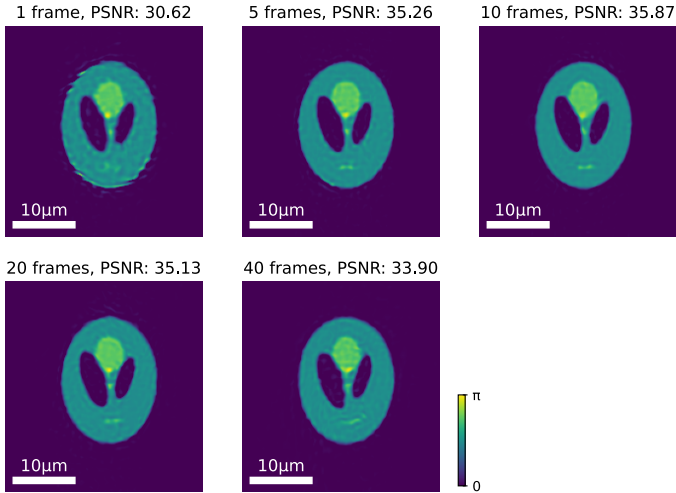 1 frame, PSNR: 30.62
5 frames, PSNR: 35.26
10 frames, PSNR: 35.87
10μm
10μm
10μm
20 frames, PSNR: 35.13
40 frames, PSNR: 33.90
π
10μm
10μm
0